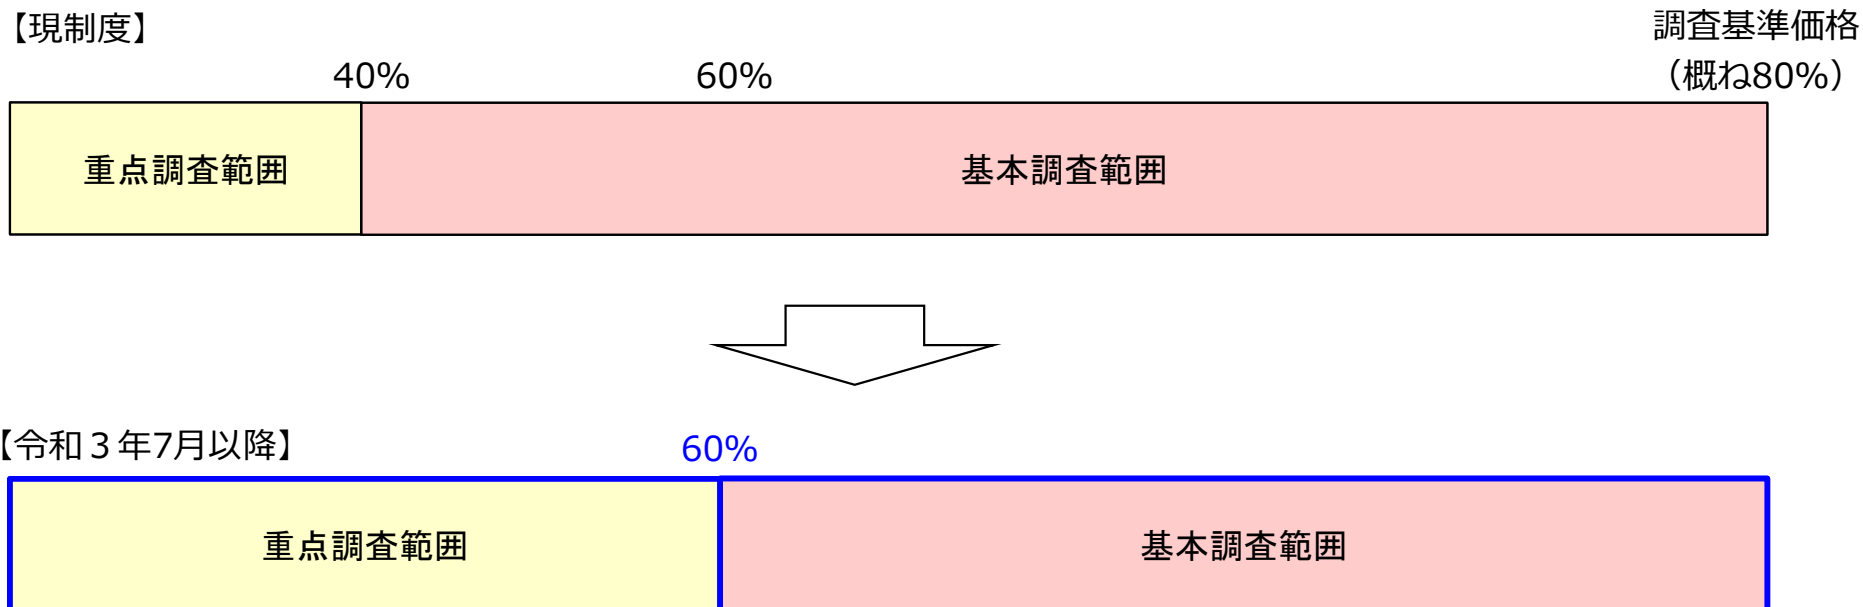 【現制度】
調査基準価格
40%
60%
（概ね80%）
重点調査範囲
基本調査範囲
【令和３年7月以降】
60%
重点調査範囲
基本調査範囲